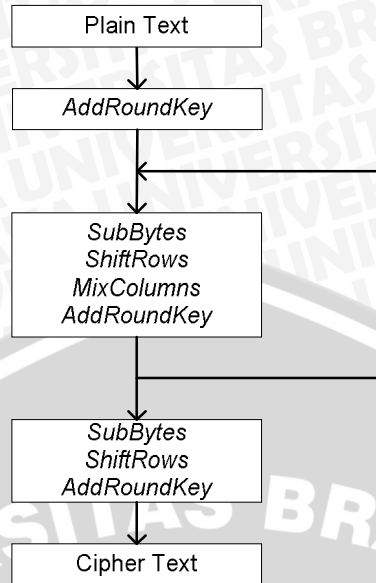 Plain Text
AddRoundKey
SubBytes
ShiftRows
MixColumns
AddRoundKey
SubBytes
ShiftRows
AddRoundKey
Cipher Text